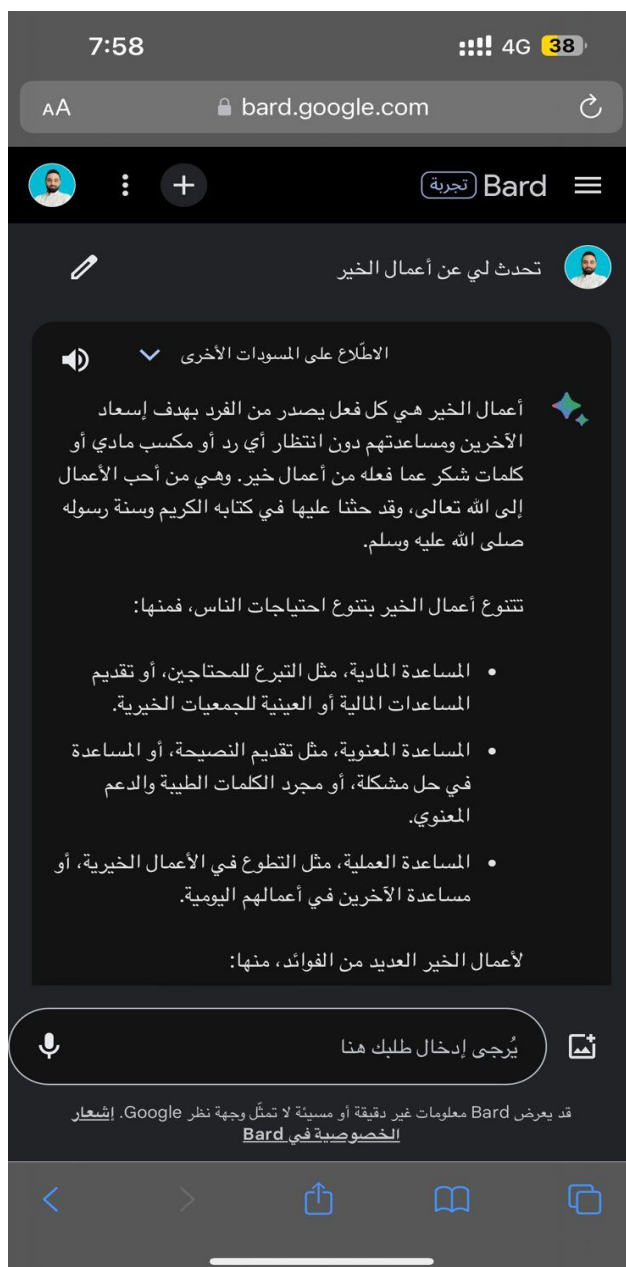 7:58
4G 38
AA bard.google.com
Bard تجربة
تحدث لي عن أعمال الخير
الاطّلاع على المسودات الأخرى
أعمال الخير هي كل فعل يصدر من الفرد بهدف إسعاد
الآخرين ومساعدتهم دون انتظار أي رد أو مكسب مادي أو
كلمات شكر عما فعله من أعمال خير. وهي من أحب الأعمال
إلى الله تعالى، وقد حثنا عليها في كتابه الكريم وسنة رسوله
صلى الله عليه وسلم.
تتنوع أعمال الخير بتنوع احتياجات الناس، فمنها:
• المساعدة المادية، مثل التبرع للمحتاجين، أو تقديم
المساعدات المالية أو العينية للجمعيات الخيرية.
• المساعدة المعنوية، مثل تقديم النصيحة، أو المساعدة
في حل مشكلة، أو مجرد الكلمات الطيبة والدعم
المعنوي.
• المساعدة العملية، مثل التطوع في الأعمال الخيرية، أو
مساعدة الآخرين في أعمالهم اليومية.
لأعمال الخير العديد من الفوائد، منها:
يُرجى إدخال طلبك هنا
قد يعرض Bard معلومات غير دقيقة أو مسيئة لا تمثّل وجهة نظر Google. إشعار
الخصوصية في Bard